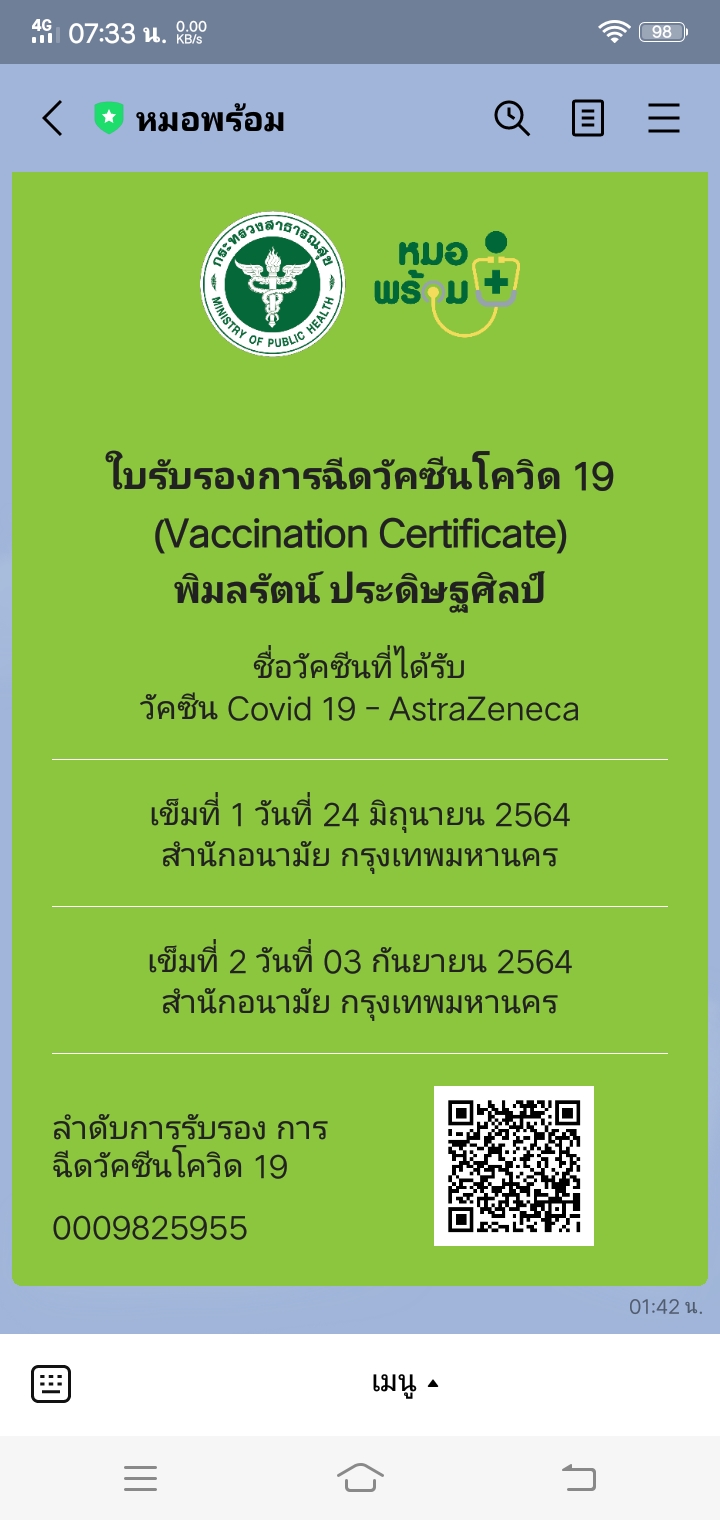 4G 07:33 น. 0.00 KB/s 98
หมอพร้อม
กระทรวงสาธารณสุข
MINISTRY OF PUBLIC HEALTH
หมอ
พร้อม
ใบรับรองการฉีดวัคซีนโควิด 19
(Vaccination Certificate)
พิมลรัตน์ ประดิษฐศิลป์
ชื่อวัคซีนที่ได้รับ
วัคซีน Covid 19 - AstraZeneca
เข็มที่ 1 วันที่ 24 มิถุนายน 2564
สำนักอนามัย กรุงเทพมหานคร
เข็มที่ 2 วันที่ 03 กันยายน 2564
สำนักอนามัย กรุงเทพมหานคร
ลำดับการรับรอง การ
ฉีดวัคซีนโควิด 19
0009825955
01:42 น.
เมนู